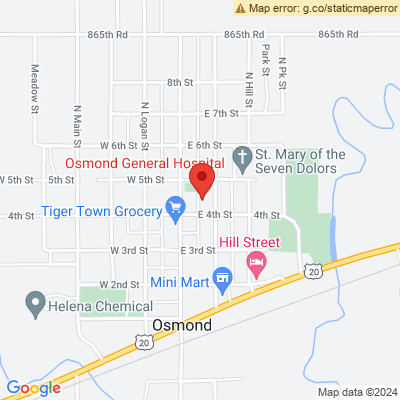 Map error: g.co/staticmaperror
865th Rd
865th Rd
Meadow St
N Main St
N Logan St
8th St
N Hill St
Park St
N Pk St
E 7th St
W 6th St
E 6th St
Osmond General Hospital
St. Mary of the
Seven Dolors
W 5th St
5th St
W 5th St
Tiger Town Grocery
4th St
E 4th St
4th St
W 3rd St
E 3rd St
Hill Street
20
W 2nd St
Mini Mart
Helena Chemical
Osmond
20
Map data ©2024